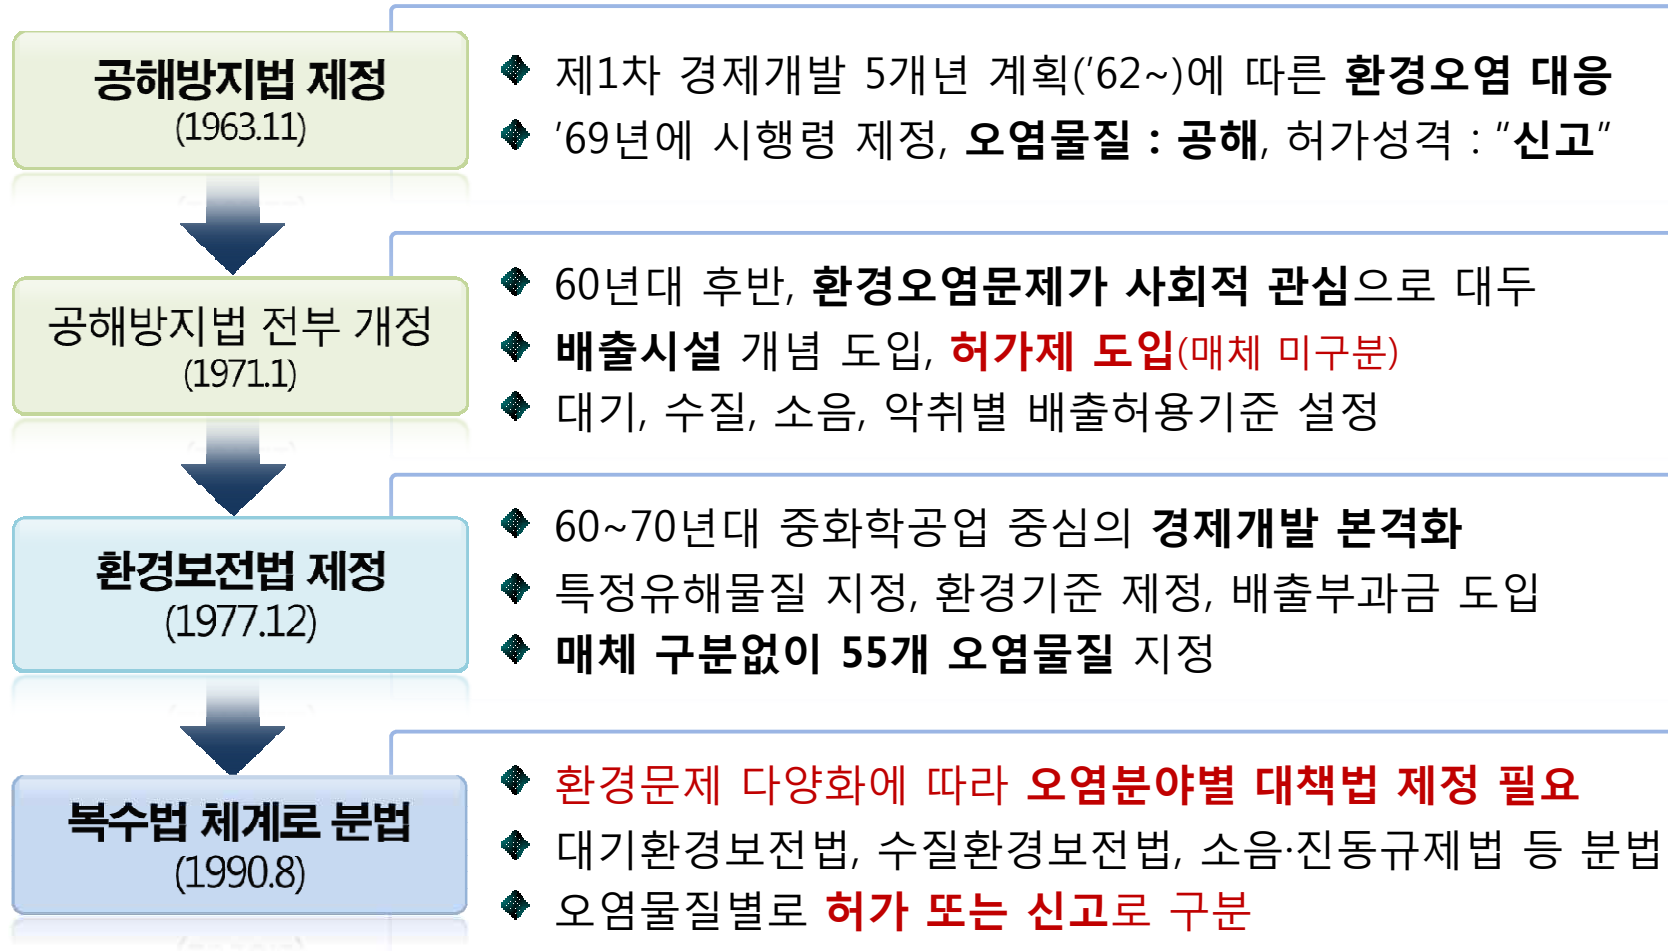 공해방지법 제정
(1963.11)
제1차 경제개발 5개년 계획('62~)에 따른 환경오염 대응
'69년에 시행령 제정, 오염물질 : 공해, 허가성격 : "신고"
공해방지법 전부 개정
(1971.1)
60년대 후반, 환경오염문제가 사회적 관심으로 대두
배출시설 개념 도입, 허가제 도입(매체 미구분)
대기, 수질, 소음, 악취별 배출허용기준 설정
환경보전법 제정
(1977.12)
60~70년대 중화학공업 중심의 경제개발 본격화
특정유해물질 지정, 환경기준 제정, 배출부과금 도입
매체 구분없이 55개 오염물질 지정
복수법 체계로 분법
(1990.8)
환경문제 다양화에 따라 오염분야별 대책법 제정 필요
대기환경보전법, 수질환경보전법, 소음·진동규제법 등 분법
오염물질별로 허가 또는 신고로 구분